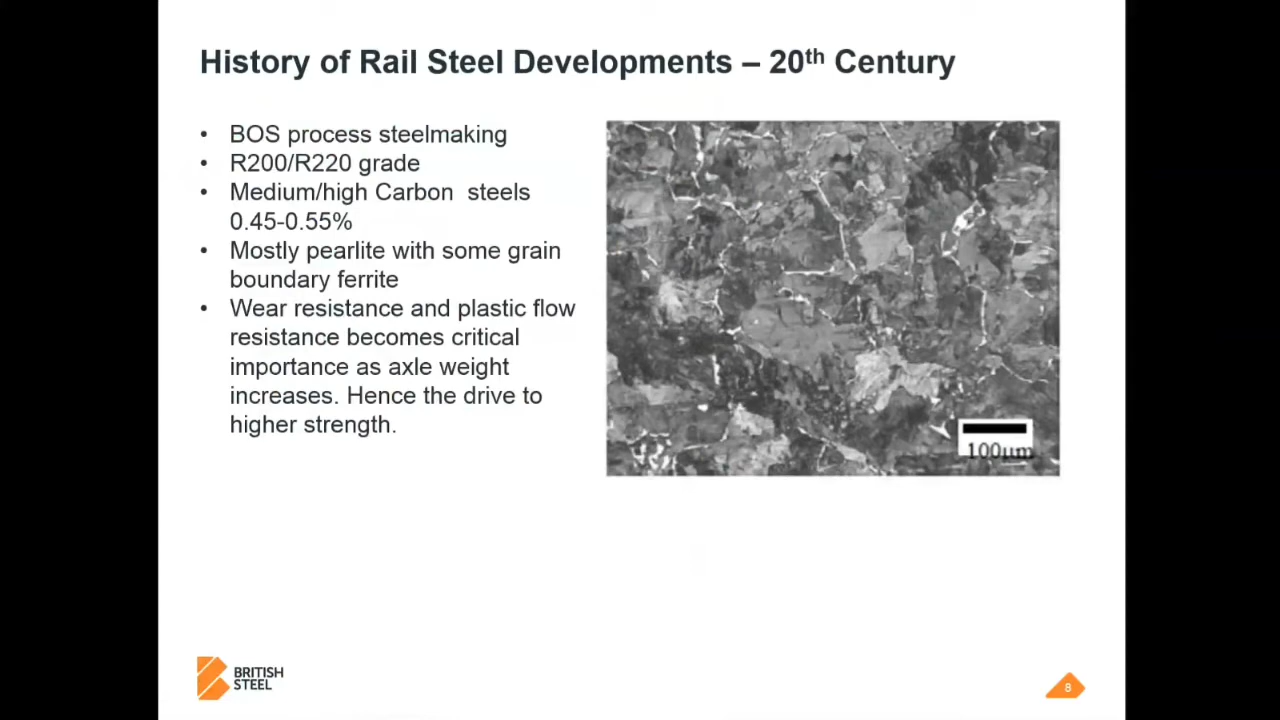 History of Rail Steel Developments – 20th Century
• BOS process steelmaking
• R200/R220 grade
• Medium/high Carbon steels
0.45-0.55%
• Mostly pearlite with some grain
boundary ferrite
• Wear resistance and plastic flow
resistance becomes critical
importance as axle weight
increases. Hence the drive to
higher strength.
100μm
BRITISH
STEEL
8